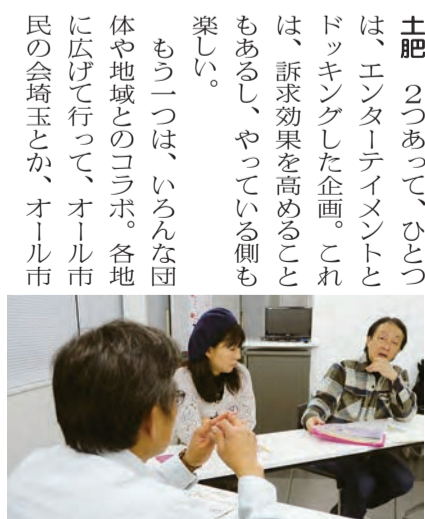 土肥　2つあって、ひとつ
は、エンターテイメントと
ドッキングした企画。これ
は、訴求効果を高めること
もあるし、やっている側も
楽しい。
　もう一つは、いろんな団
体や地域とのコラボ。各地
に広げて行って、オール市
民の会埼玉とか、オール市